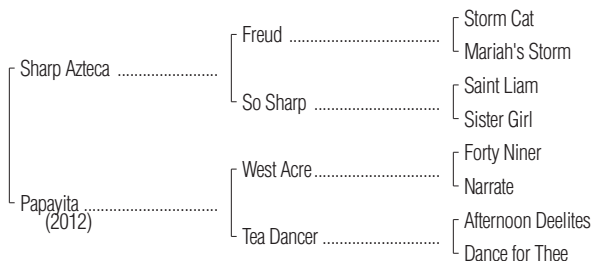 Storm Cat
Freud ........................................
Mariah's Storm
Sharp Azteca ..........................
Saint Liam
So Sharp .................................
Sister Girl
Forty Niner
West Acre.................................
Narrate
Papavita ...................................
(2012)
Afternoon Deelites
Tea Dancer ...............................
Dance for Thee